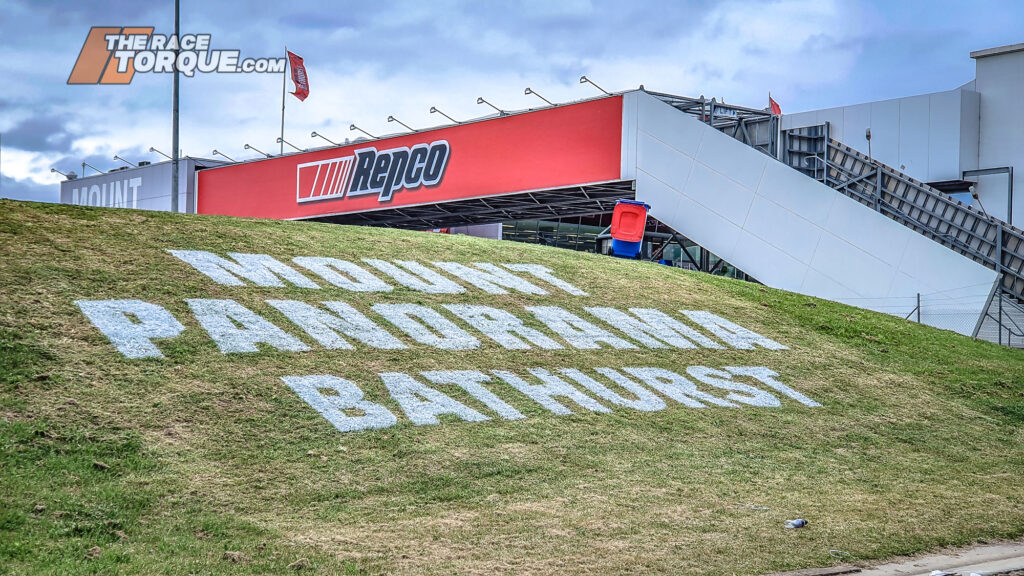 THE RACE
TORQUE.COM
REPCO
MOUNT
MOUNT
PANORAMA
BATHURST